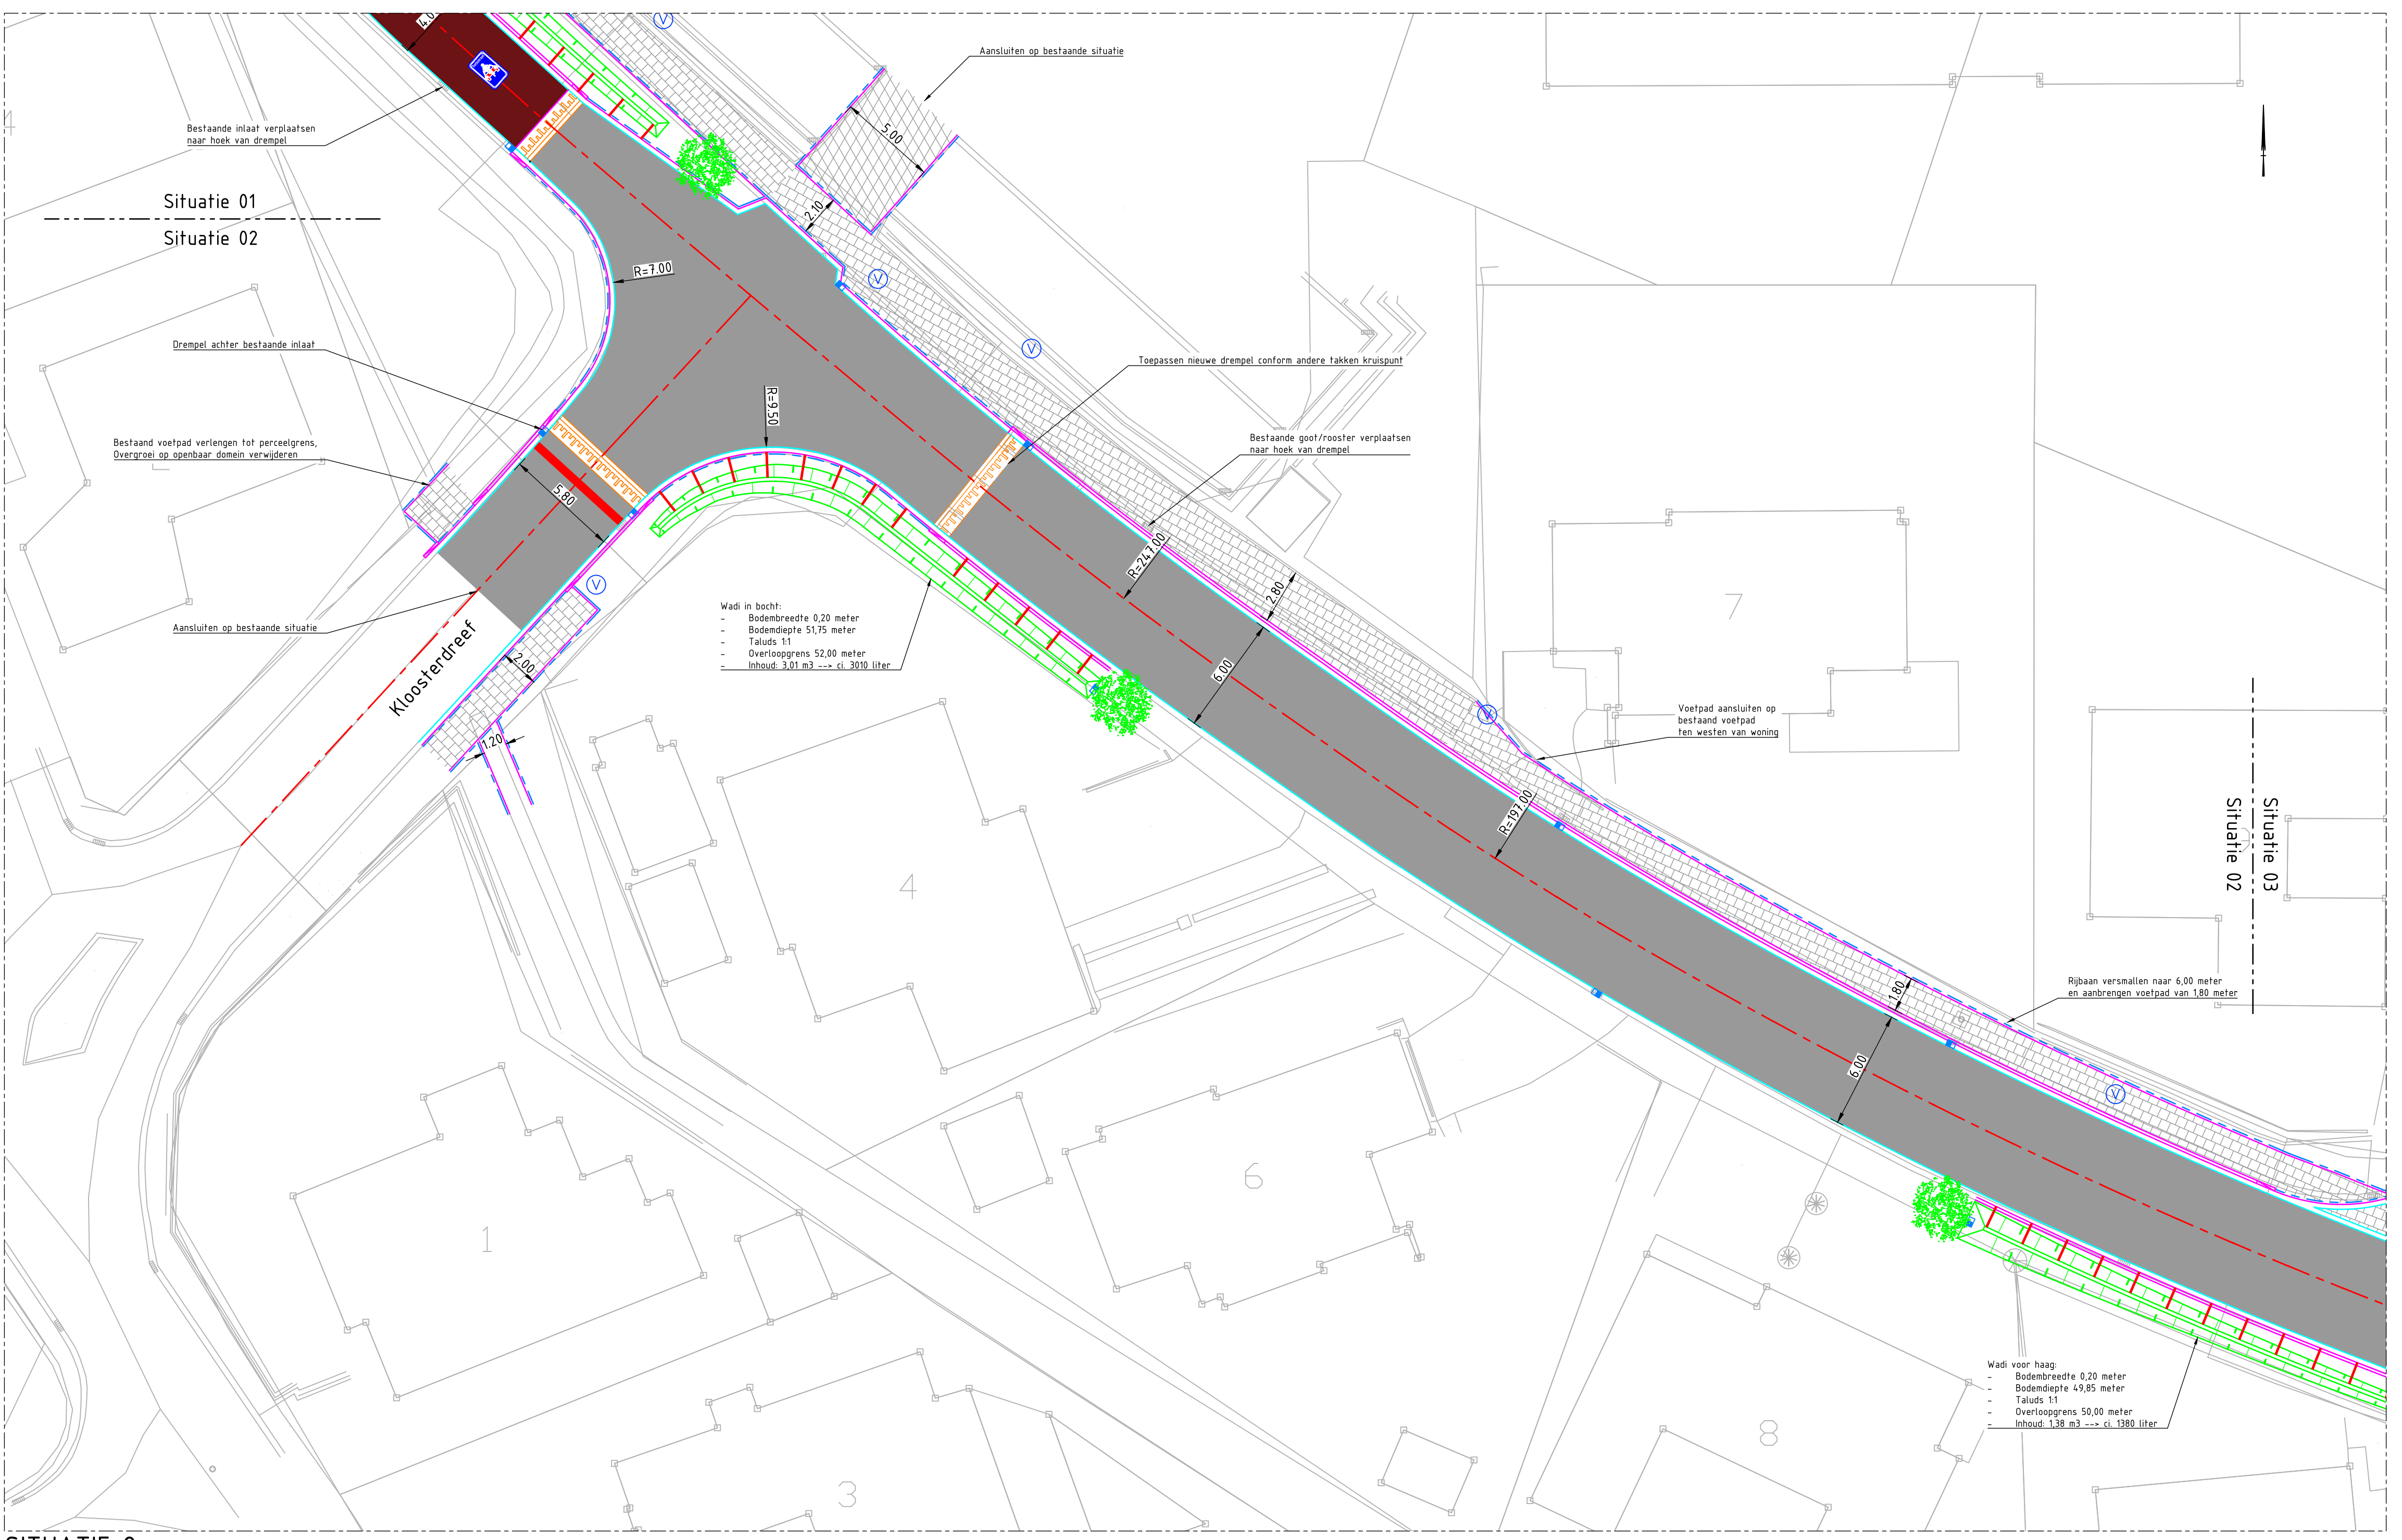 4.0
Aansluiten op bestaande situatie
V
Bestaande inlaat verplaatsen
naar hoek van drempel
5.00
4
Situatie 01
Situatie 02
2.10
R=7.00
V
Drempel achter bestaande inlaat
V
Toepassen nieuwe drempel conform andere takken kruispunt
R=9.50
Bestaand voetpad verlengen tot perceelgrens,
Overgroei op openbaar domein verwijderen
Bestaande goot/rooster verplaatsen
naar hoek van drempel
5.80
R=247.00
2.80
V
7
Aansluiten op bestaande situatie
Kloosterdreef
2.00
1.20
Wadi in bocht:
- Bodembreedte 0,20 meter
- Bodemdiepte 51,75 meter
- Taluds 1:1
- Overloopgrens 52,00 meter
- Inhoud: 3,01 m3 --> ci. 3010 liter
6.00
V
Voetpad aansluiten op
bestaand voetpad
ten westen van woning
R=197.00
Situatie 02
Situatie 03
4
Rijbaan versmallen naar 6,00 meter
en aanbrengen voetpad van 1,80 meter
1.80
6.00
V
6
1
Wadi voor haag:
- Bodembreedte 0,20 meter
- Bodemdiepte 49,85 meter
- Taluds 1:1
- Overloopgrens 50,00 meter
- Inhoud: 1,38 m3 --> ci. 1380 liter
8
3